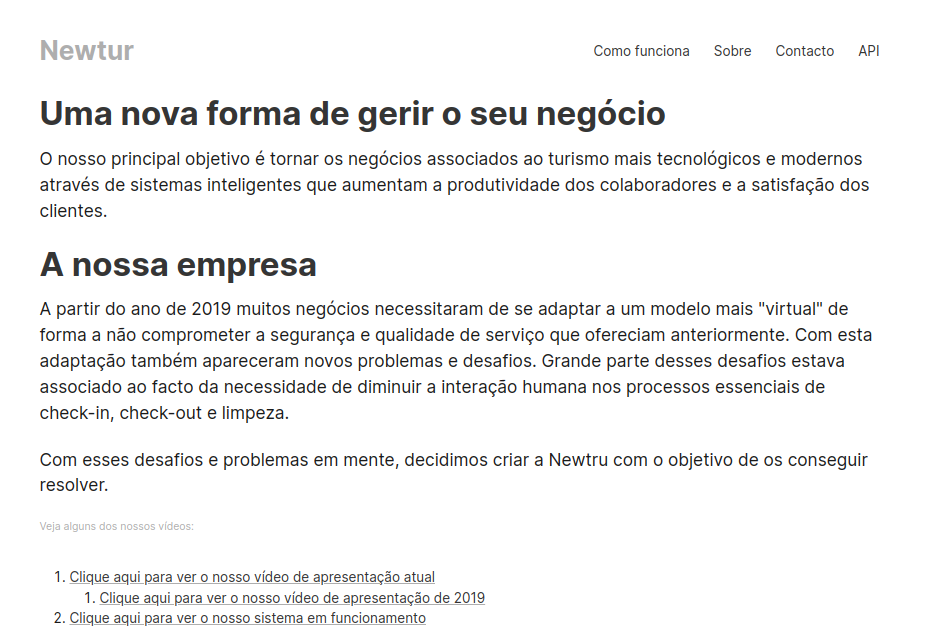 Newtur
Como funciona Sobre Contacto API
Uma nova forma de gerir o seu negócio
O nosso principal objetivo é tornar os negócios associados ao turismo mais tecnológicos e modernos
através de sistemas inteligentes que aumentam a produtividade dos colaboradores e a satisfação dos
clientes.
A nossa empresa
A partir do ano de 2019 muitos negócios necessitaram de se adaptar a um modelo mais "virtual" de
forma a não comprometer a segurança e qualidade de serviço que ofereciam anteriormente. Com esta
adaptação também apareceram novos problemas e desafios. Grande parte desses desafios estava
associado ao facto da necessidade de diminuir a interação humana nos processos essenciais de
check-in, check-out e limpeza.
Com esses desafios e problemas em mente, decidimos criar a Newtru com o objetivo de os conseguir
resolver.
Veja alguns dos nossos vídeos:
1. Clique aqui para ver o nosso vídeo de apresentação atual
1. Clique aqui para ver o nosso vídeo de apresentação de 2019
2. Clique aqui para ver o nosso sistema em funcionamento